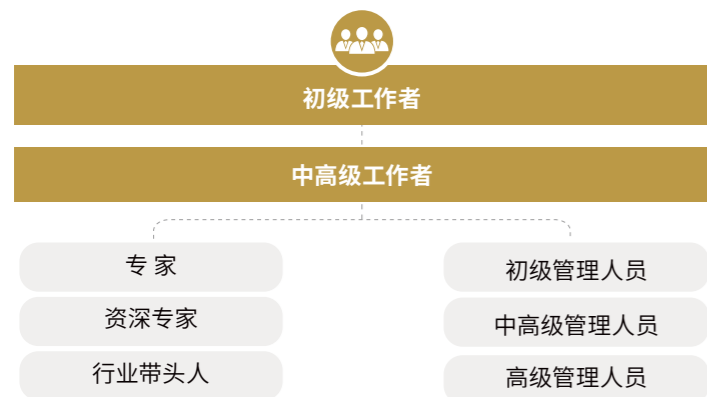 初级工作者
中高级工作者
专 家
资深专家
行业带头人
初级管理人员
中高级管理人员
高级管理人员